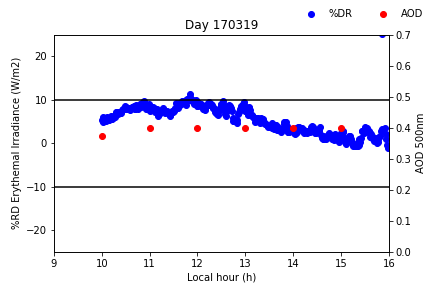 %DR AOD
Day 170319
%RD Erythermal Irradiance (W/m2)
20
10
0
−10
−20
0.7
0.6
0.5
0.4
0.3
0.2
0.1
0.0
AOD 500nm
9 10 11 12 13 14 15 16
Local hour (h)